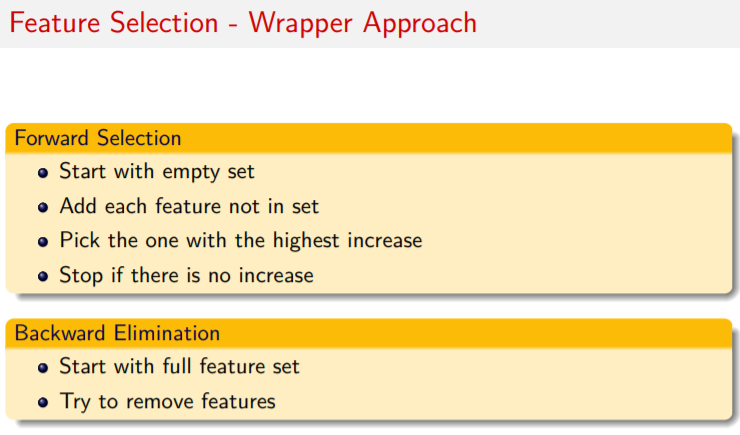 Feature Selection - Wrapper Approach
Forward Selection
Start with empty set
Add each feature not in set
Pick the one with the highest increase
Stop if there is no increase
Backward Elimination
Start with full feature set
Try to remove features